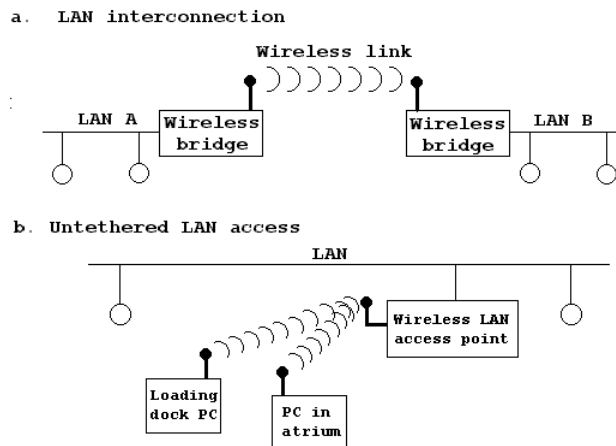 a. LAN interconnection
Wireless link
LAN A
Wireless
bridge
Wireless
bridge
LAN B
b. Untethered LAN access
LAN
Wireless LAN
access point
Loading
dock PC
PC in
atrium